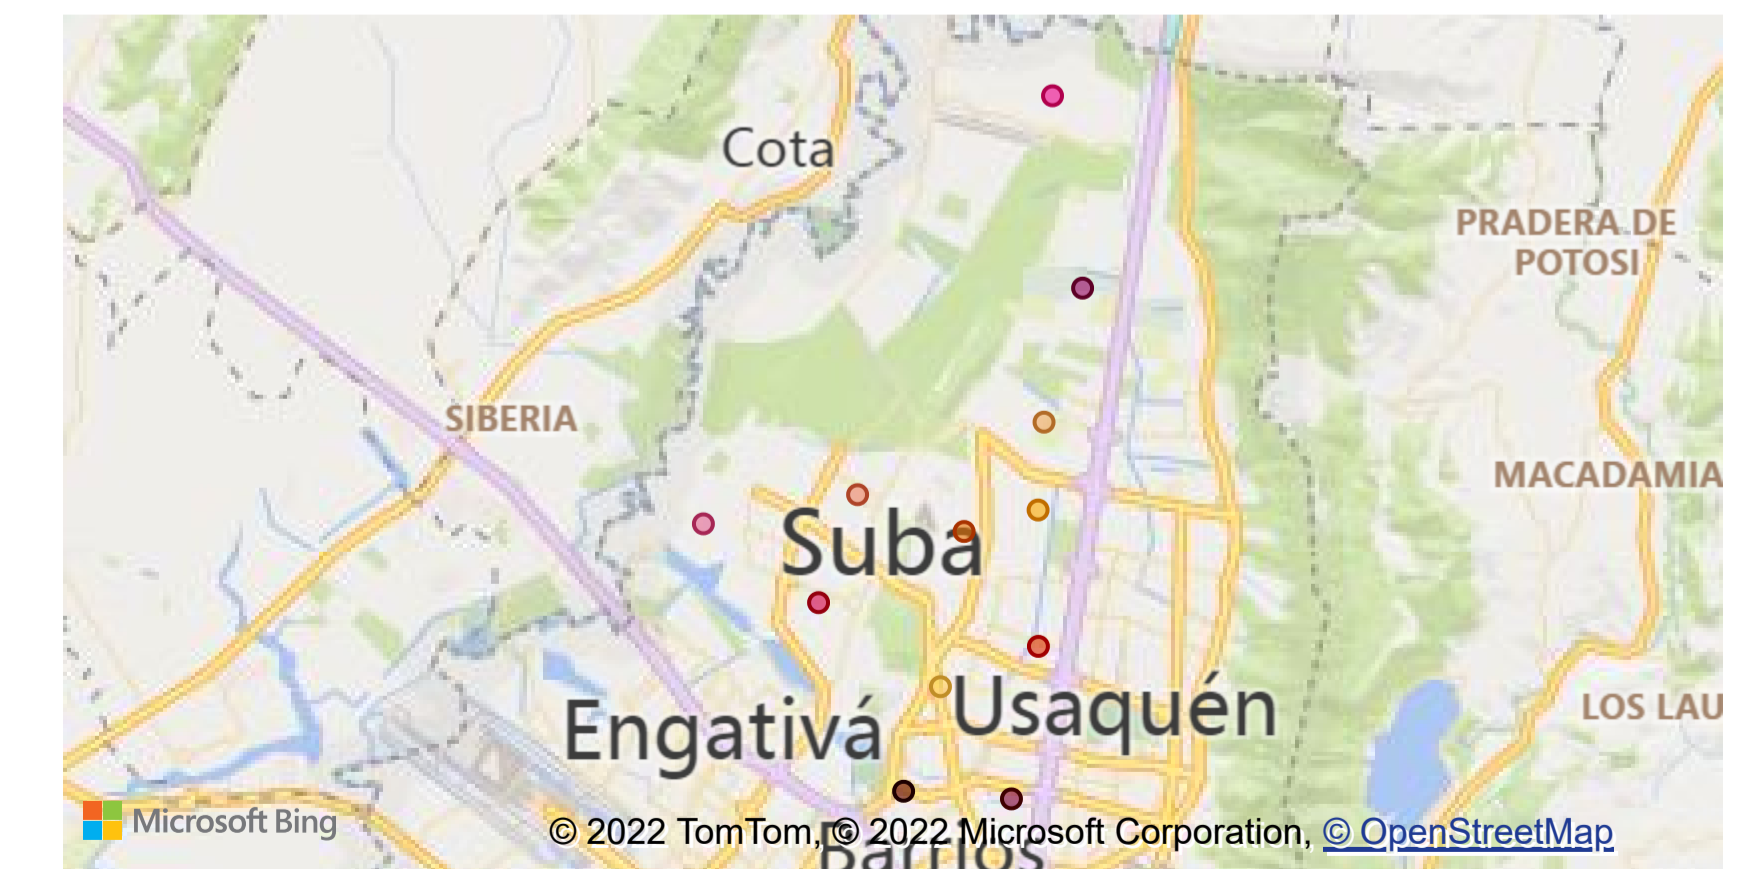 Cota
PRADERA DE
POTOSI
SIBERIA
MACADAMIA
Suba
Engativá
Usaquén
LOS LAU
Microsoft Bing
© 2022 TomTom, © 2022 Microsoft Corporation, © OpenStreetMap
Barrios